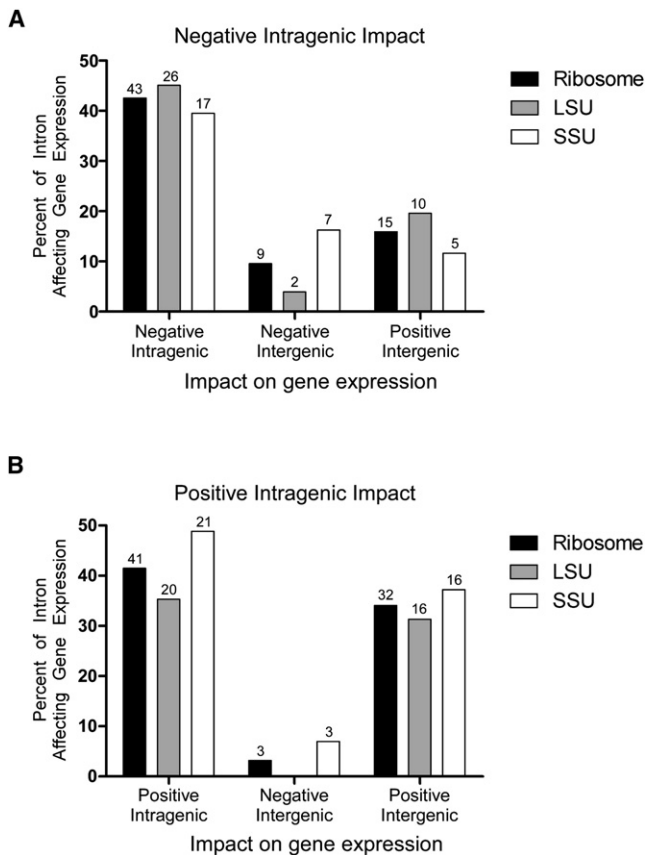 A
Negative Intragenic Impact
Percent of Intron
Affecting Gene Expression
50
40
30
20
10
0
43
26
17
9
2
7
15
10
5
Negative
Intragenic
Negative
Intergenic
Positive
Intergenic
Impact on gene expression
Ribosome
LSU
SSU
B
Positive Intragenic Impact
Percent of Intron
Affecting Gene Expression
50
40
30
20
10
0
41
20
21
3
3
32
16
16
Positive
Intragenic
Negative
Intergenic
Positive
Intergenic
Impact on gene expression
Ribosome
LSU
SSU